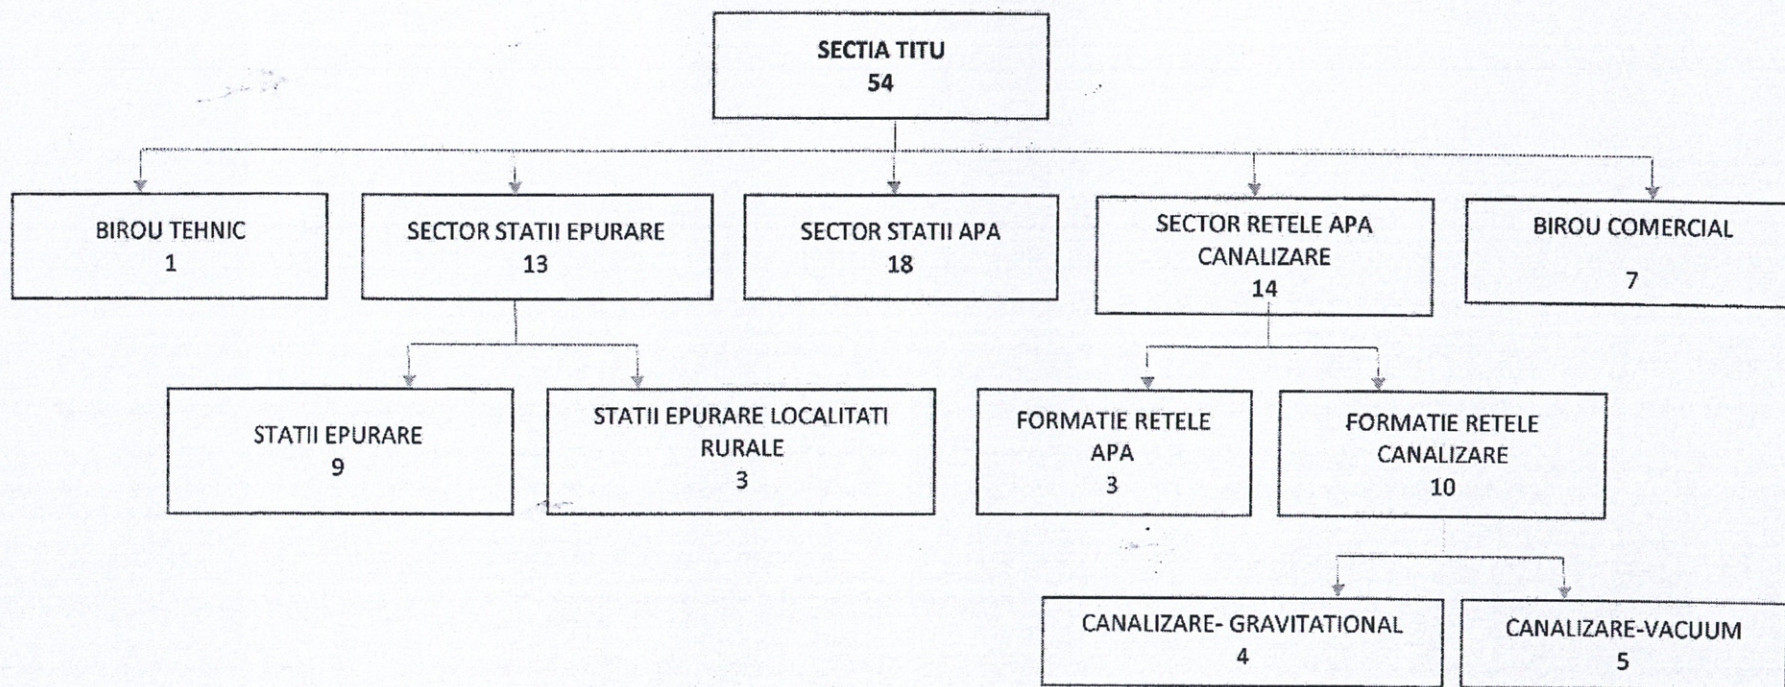 SECTIA TITU
54
BIROU TEHNIC
1
SECTOR STATII EPURARE
13
SECTOR STATII APA
18
SECTOR RETELE APA
CANALIZARE
14
BIROU COMERCIAL
7
STATII EPURARE
9
STATII EPURARE LOCALITATI
RURALE
3
FORMATIE RETELE
APA
3
FORMATIE RETELE
CANALIZARE
10
CANALIZARE- GRAVITATIONAL
4
CANALIZARE-VACUUM
5